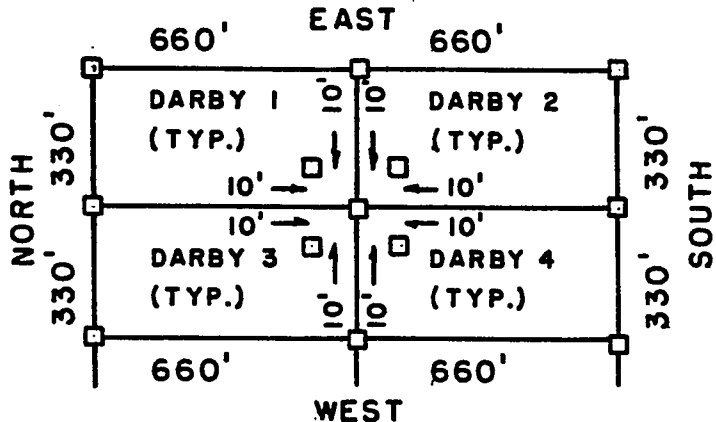 EAST
660' 660'
DARBY 1
(TYP.)
10' 10'
DARBY 2
(TYP.)
330'
330'
10' 10'
NORTH
SOUTH
10' 10'
DARBY 3
(TYP.)
10' 10'
DARBY 4
(TYP.)
330'
330'
660' 660'
WEST